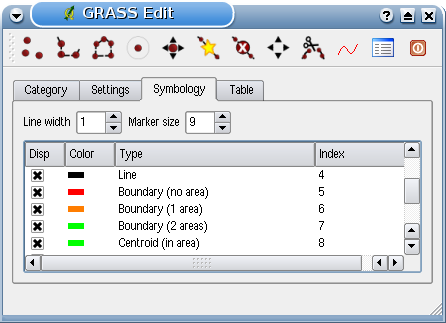 GRASS Edit
Category Settings Symbology Table
Line width 1 Marker size 9
Disp Color Type Index
Line 4
Boundary (no area) 5
Boundary (1 area) 6
Boundary (2 areas) 7
Centroid (in area) 8